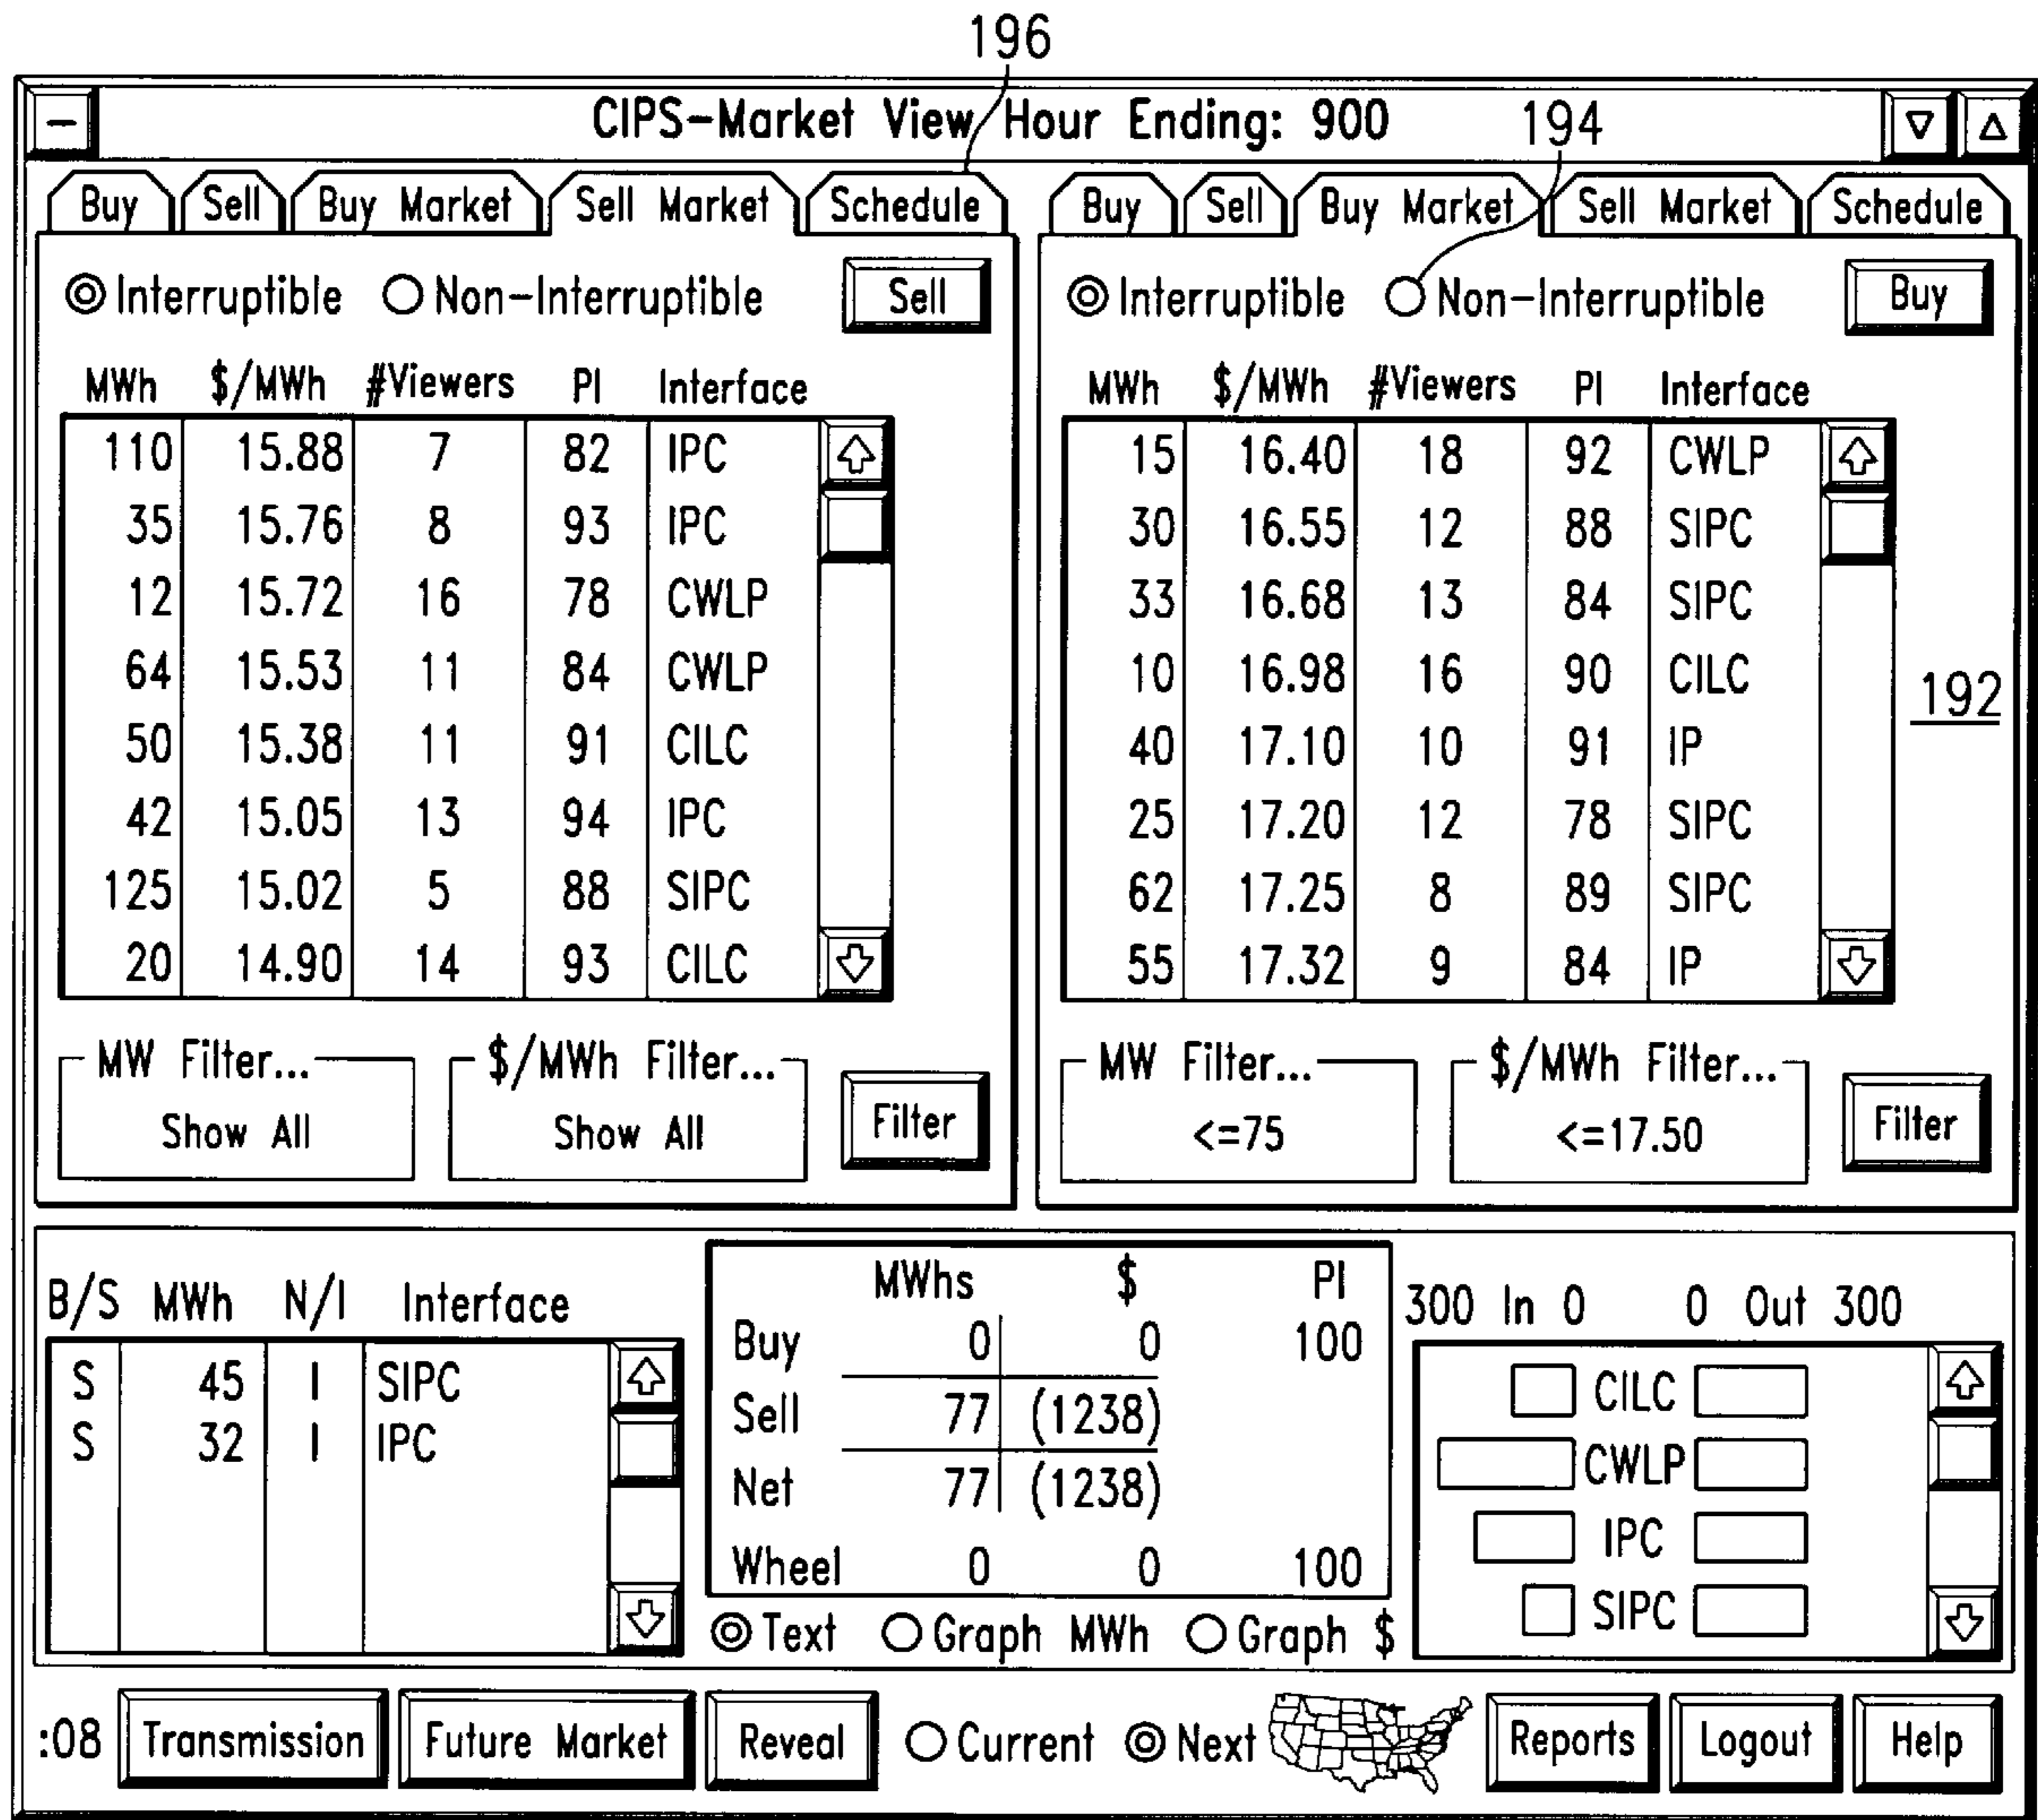 196
CIPS-Market View Hour Ending: 900
194
Buy Sell Buy Market Sell Market Schedule
Interruptible Non-Interruptible Sell
MWh $/MWh #Viewers PI Interface
110 15.88 7 82 IPC
35 15.76 8 93 IPC
12 15.72 16 78 CWLP
64 15.53 11 84 CWLP
50 15.38 11 91 CILC
42 15.05 13 94 IPC
125 15.02 5 88 SIPC
20 14.90 14 93 CILC
MW Filter... $/MWh Filter...
Show All Show All Filter
Buy Sell Buy Market Sell Market Schedule
Interruptible Non-Interruptible Buy
MWh $/MWh #Viewers PI Interface
15 16.40 18 92 CWLP
30 16.55 12 88 SIPC
33 16.68 13 84 SIPC
10 16.98 16 90 CILC
40 17.10 10 91 IP
25 17.20 12 78 SIPC
62 17.25 8 89 SIPC
55 17.32 9 84 IP
192
MW Filter... $/MWh Filter...
<=75 <=17.50 Filter
B/S MWh N/I Interface
S 45 I SIPC
S 32 I IPC
MWhs $ PI
Buy 0 0 100
Sell 77 (1238)
Net 77 (1238)
Wheel 0 0 100
Text Graph MWh Graph $
300 In 0 0 Out 300
CILC
CWLP
IPC
SIPC
:08 Transmission Future Market Reveal Current Next Reports Logout Help